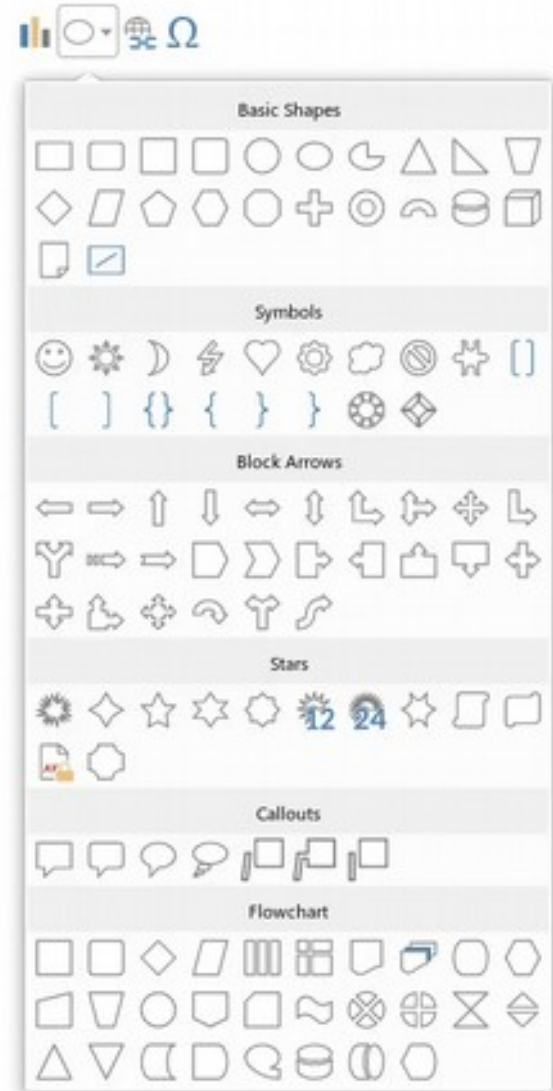 Ω
Basic Shapes
Symbols
[ ]
[ ] {} { } }
Block Arrows
Stars
12 24
Callouts
Flowchart